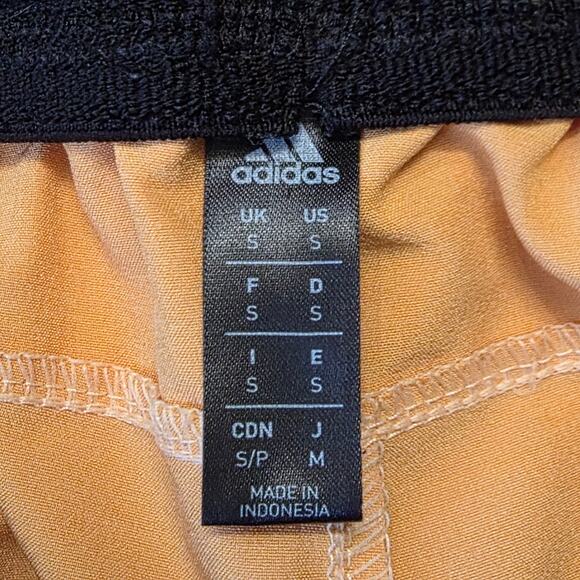 adidas
UK US
S S
F D
S S
I E
S S
CDN J
S/P M
MADE IN
INDONESIA